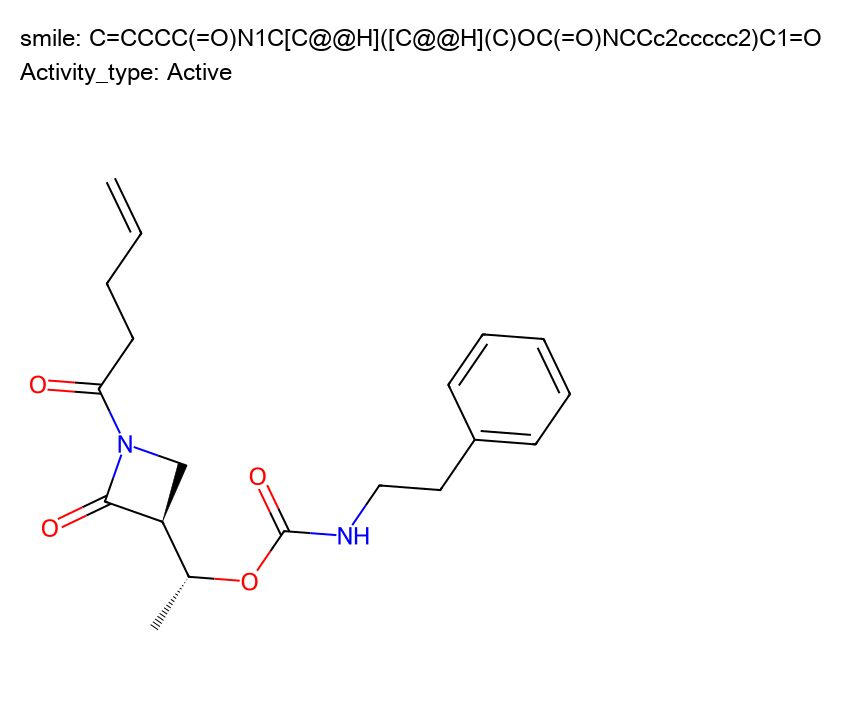 smile: C=CCCC(=O)N1C[C@@H]([C@@H](C)OC(=O)NCCc2ccccc2)C1=O
Activity_type: Active
O
N
O
O
NH
O